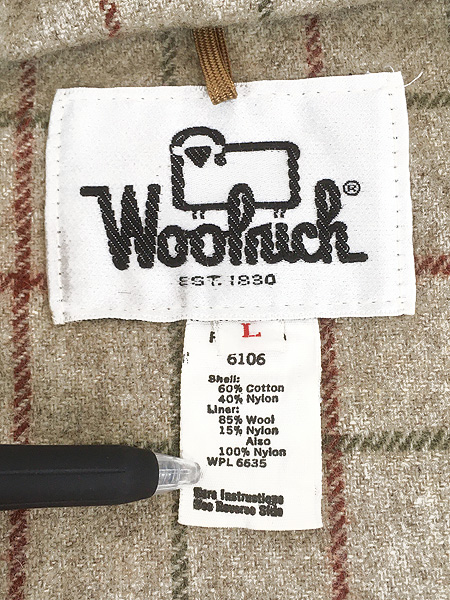 Woolrich®
EST. 1830
L
6106
Shell:
60% Cotton
40% Nylon
Liner:
85% Wool
15% Nylon
Also
100% Nylon
WPL 6635
Care Instructions
See Reverse Side